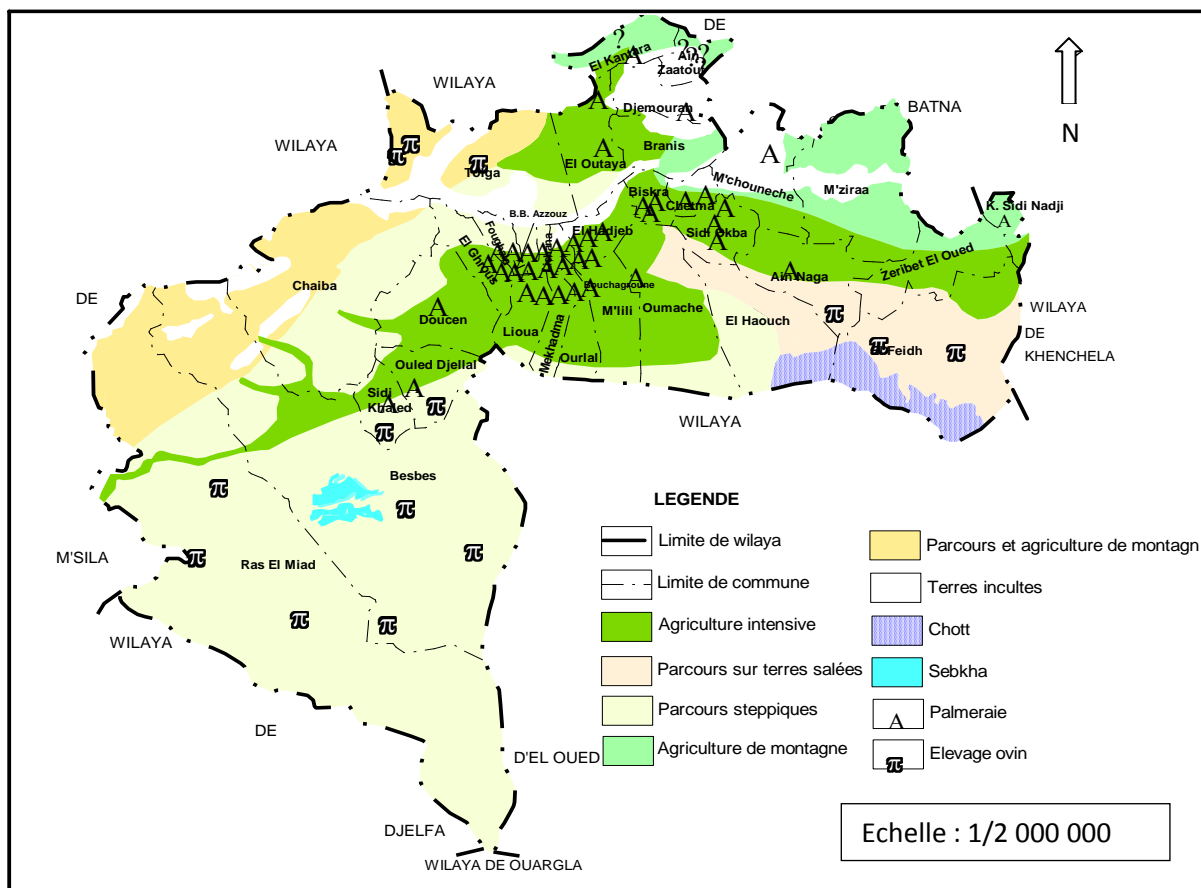 DE
El Kantara
Ain
Zaatout
WILAYA
N
Djemourah
BATNA
WILAYA
Branis
El Outaya
Tolga
M'chouneche
M'ziraa
Biskra
Chetma
K. Sidi Nadji
B.B. Azzouz
Foughala
El Hadjeb
Sidi Okba
El Ghrous
Zeribet El Oued
Ain Naga
DE
Chaiba
Bouchagroune
WILAYA
M'lili
Oumache
El Haouch
Doucen
Lioua
DE
KHENCHELA
El Feidh
Mekhadma
Ourlal
Ouled Djellal
Sidi
Khaled
WILAYA
Besbes
M'SILA
Ras El Miad
WILAYA
DE
D'EL OUED
DJELFA
WILAYA DE OUARGLA
LEGENDE
Limite de wilaya
Limite de commune
Agriculture intensive
Parcours sur terres salées
Parcours steppiques
Agriculture de montagne
Parcours et agriculture de montagn
Terres incultes
Chott
Sebkha
Palmeraie
Elevage ovin
Echelle : 1/2 000 000